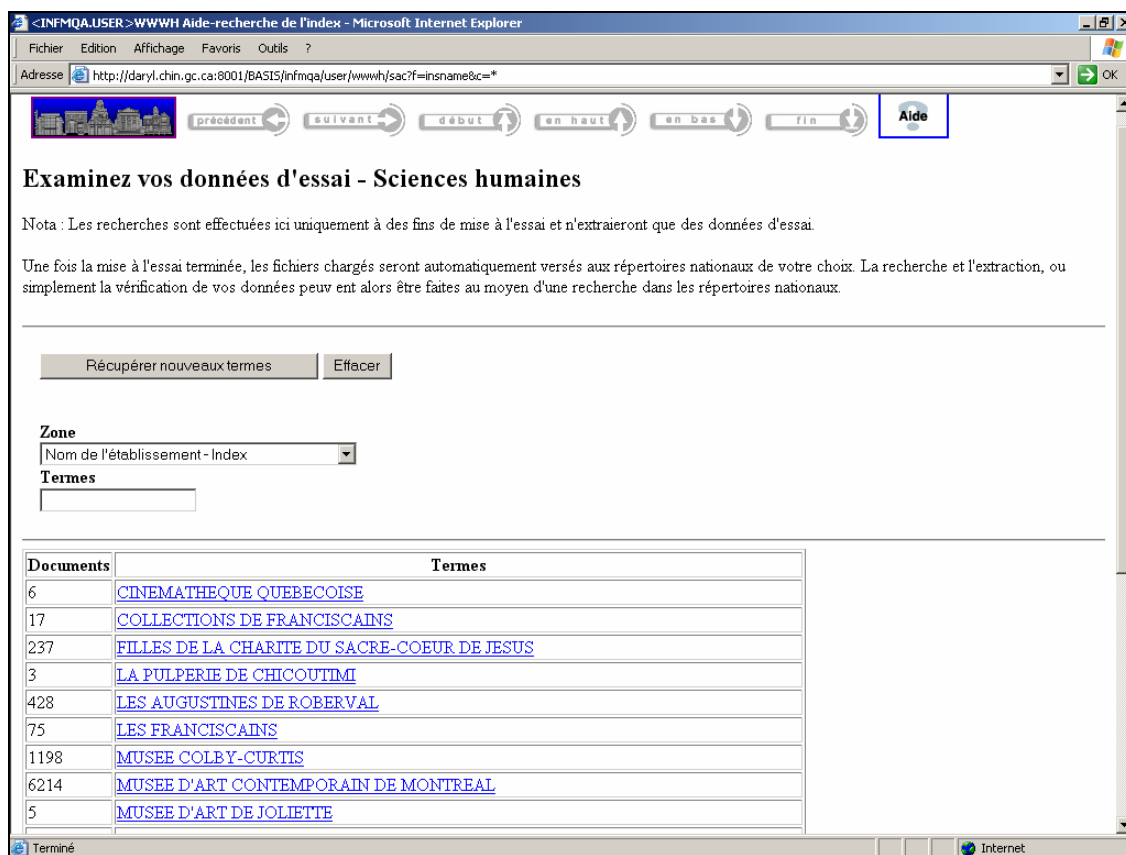 <INFMQA.USER>WWWH Aide-recherche de l'index - Microsoft Internet Explorer
Fichier Edition Affichage Favoris Outils ?
Adresse http://daryl.chin.gc.ca:8001/BASIS/infmqa/user/wwwh/sac?f=insname&c=* OK
précédent suivant début en haut en bas fin Aide
Examinez vos données d'essai - Sciences humaines
Nota : Les recherches sont effectuées ici uniquement à des fins de mise à l'essai et n'extraieront que des données d'essai.
Une fois la mise à l'essai terminée, les fichiers chargés seront automatiquement versés aux répertoires nationaux de votre choix. La recherche et l'extraction, ou
simplement la vérification de vos données peuv ent alors être faites au moyen d'une recherche dans les répertoires nationaux.
Récupérer nouveaux termes Effacer
Zone
Nom de l'établissement - Index
Termes
Documents Termes
6 CINEMATHEQUE QUEBECOISE
17 COLLECTIONS DE FRANCISCAINS
237 FILLES DE LA CHARITE DU SACRE-COEUR DE JESUS
3 LA PULPERIE DE CHICOUTIMI
428 LES AUGUSTINES DE ROBERVAL
75 LES FRANCISCAINS
1198 MUSEE COLBY-CURTIS
6214 MUSEE D'ART CONTEMPORAIN DE MONTREAL
5 MUSEE D'ART DE JOLIETTE
Terminé Internet